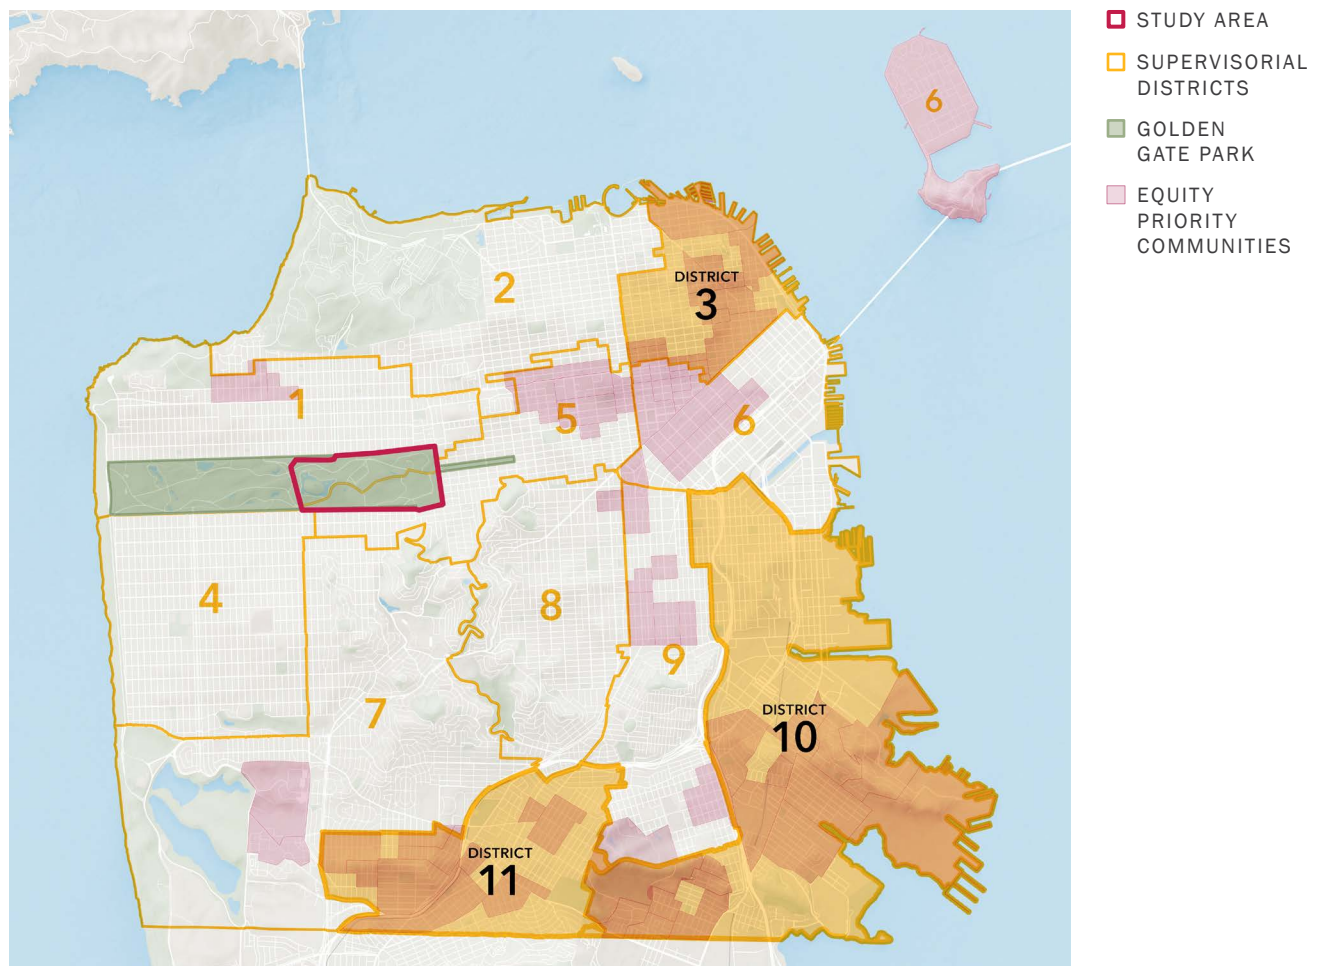 STUDY AREA
SUPERVISORIAL
DISTRICTS
GOLDEN
GATE PARK
EQUITY
PRIORITY
COMMUNITIES
6
2
DISTRICT
3
1
5
6
4
8
9
7
DISTRICT
10
DISTRICT
11